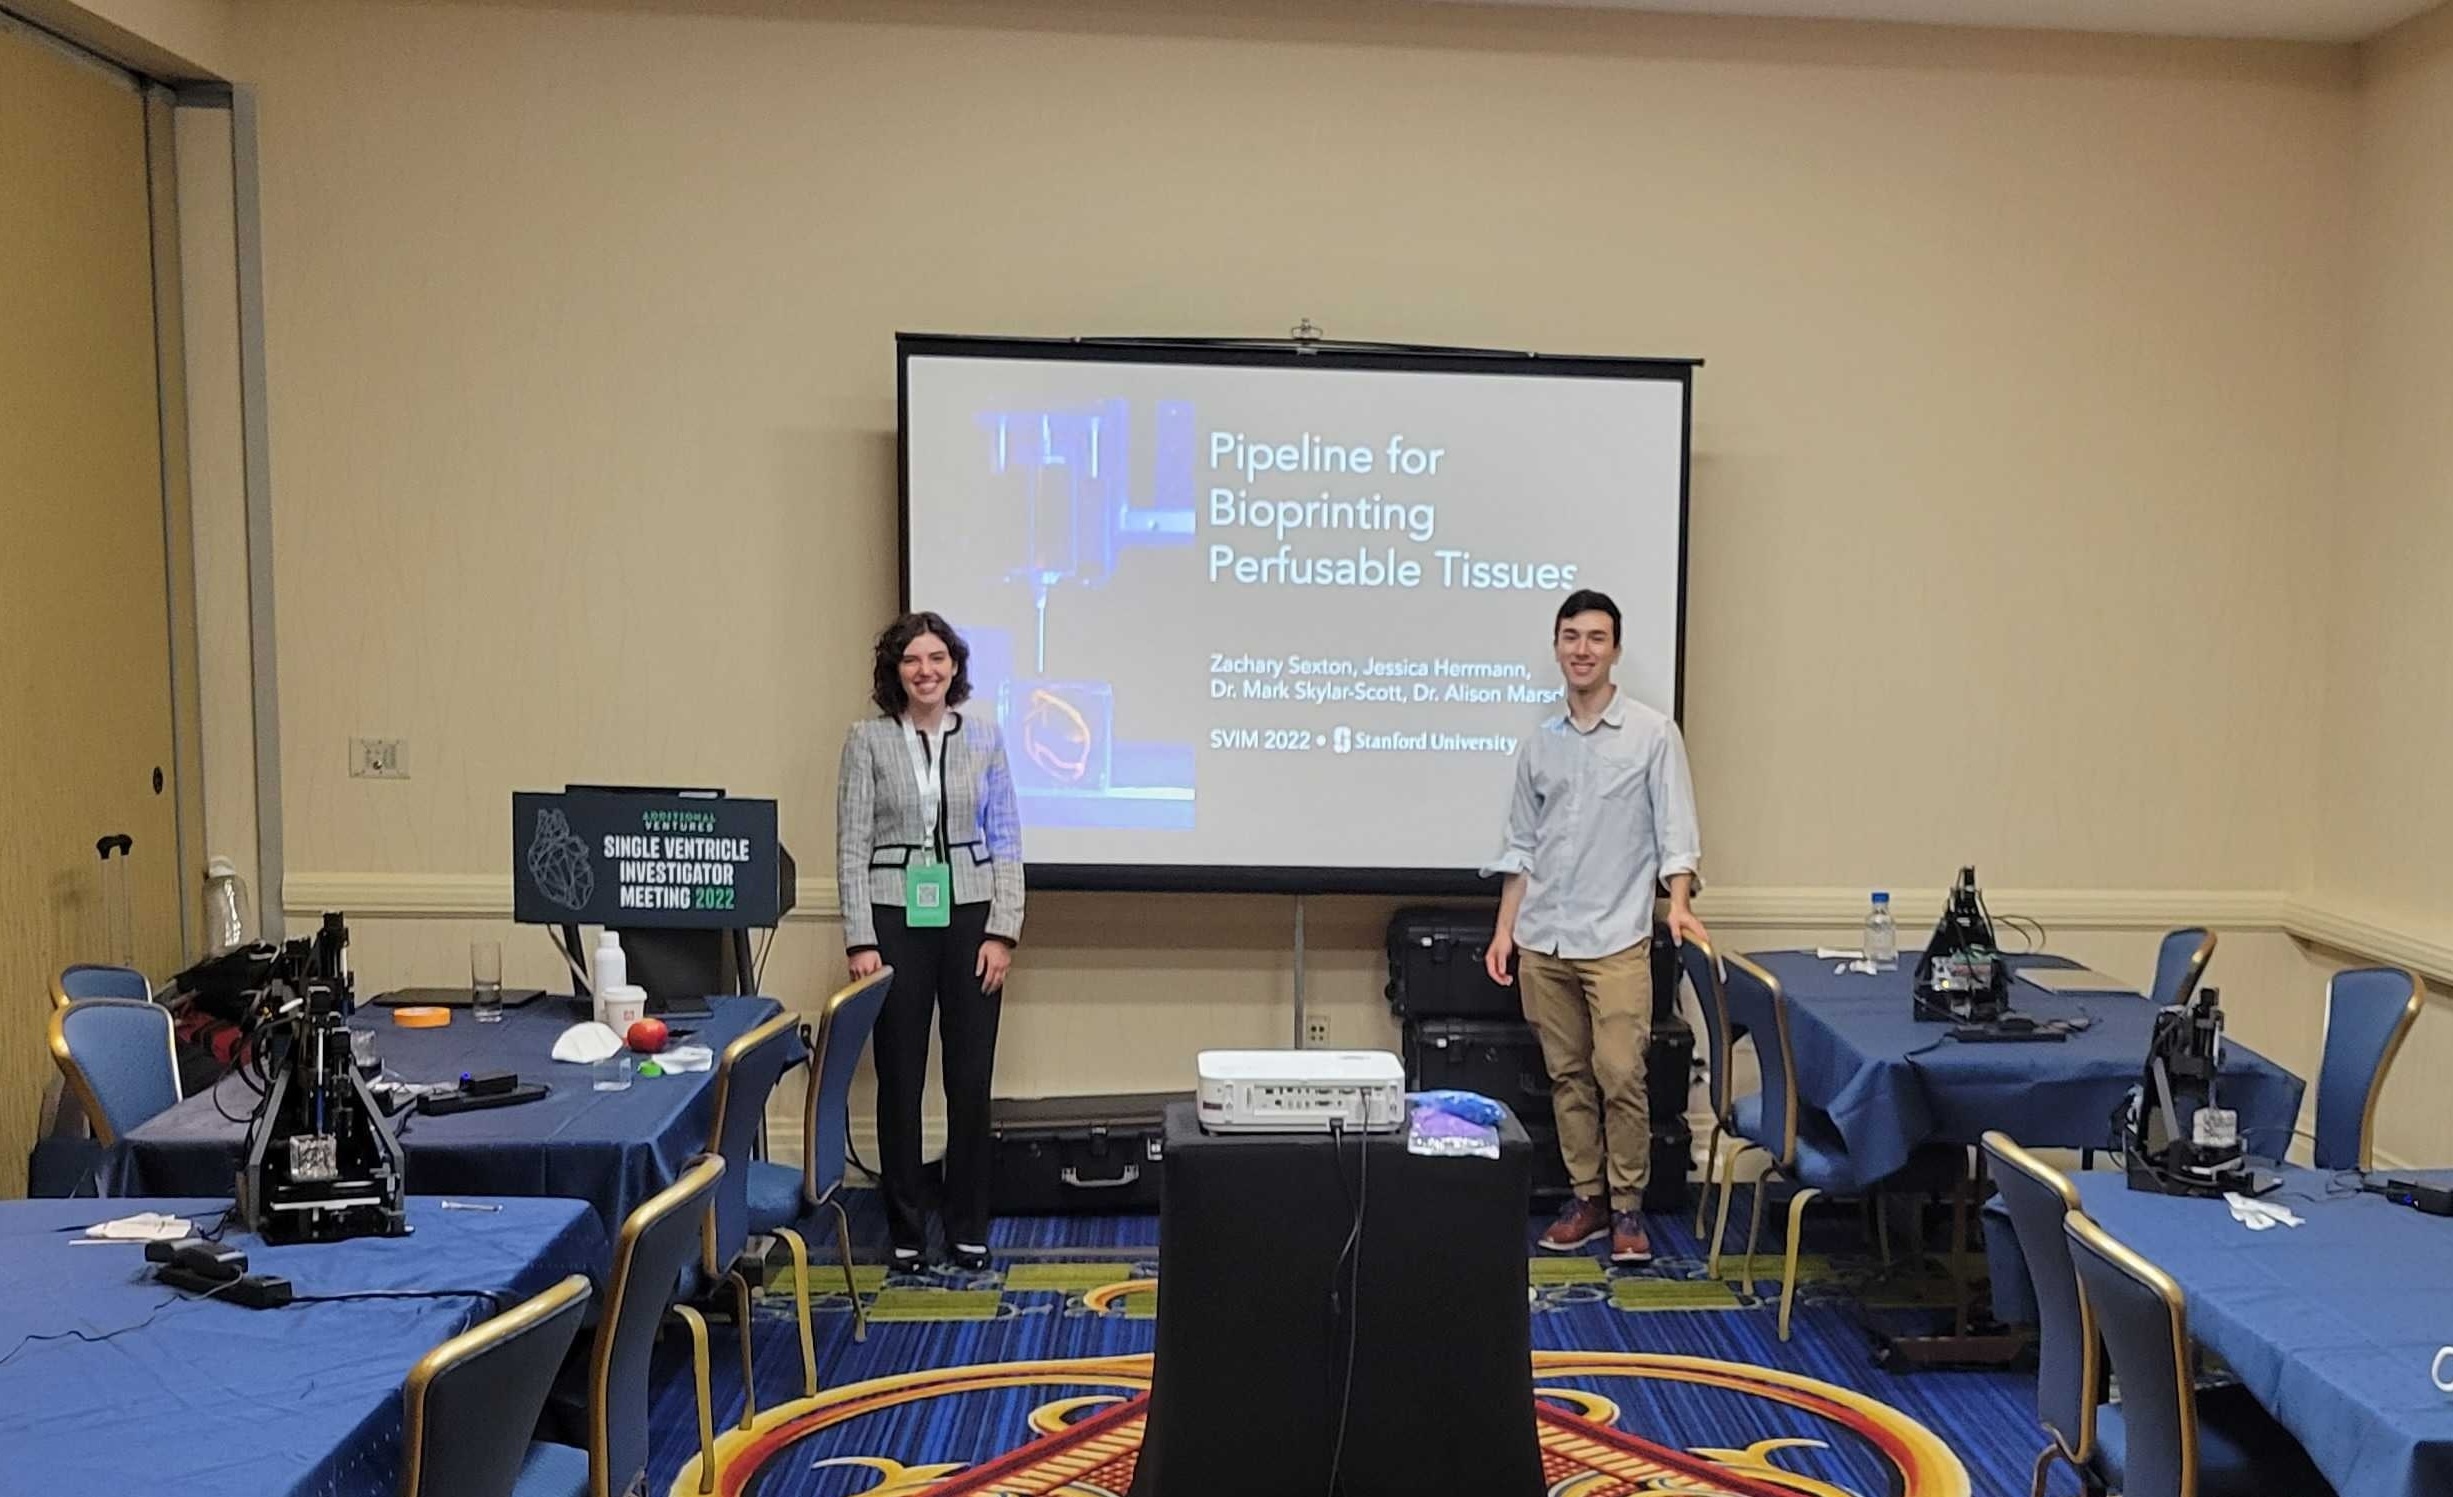 Pipeline for
Bioprinting
Perfusable Tissues
Zachary Sexton, Jessica Herrmann,
Dr. Mark Skylar-Scott, Dr. Alison Marsd
SVIM 2022 • Stanford University
ADDITIONAL
VENTURES
SINGLE VENTRICLE
INVESTIGATOR
MEETING 2022